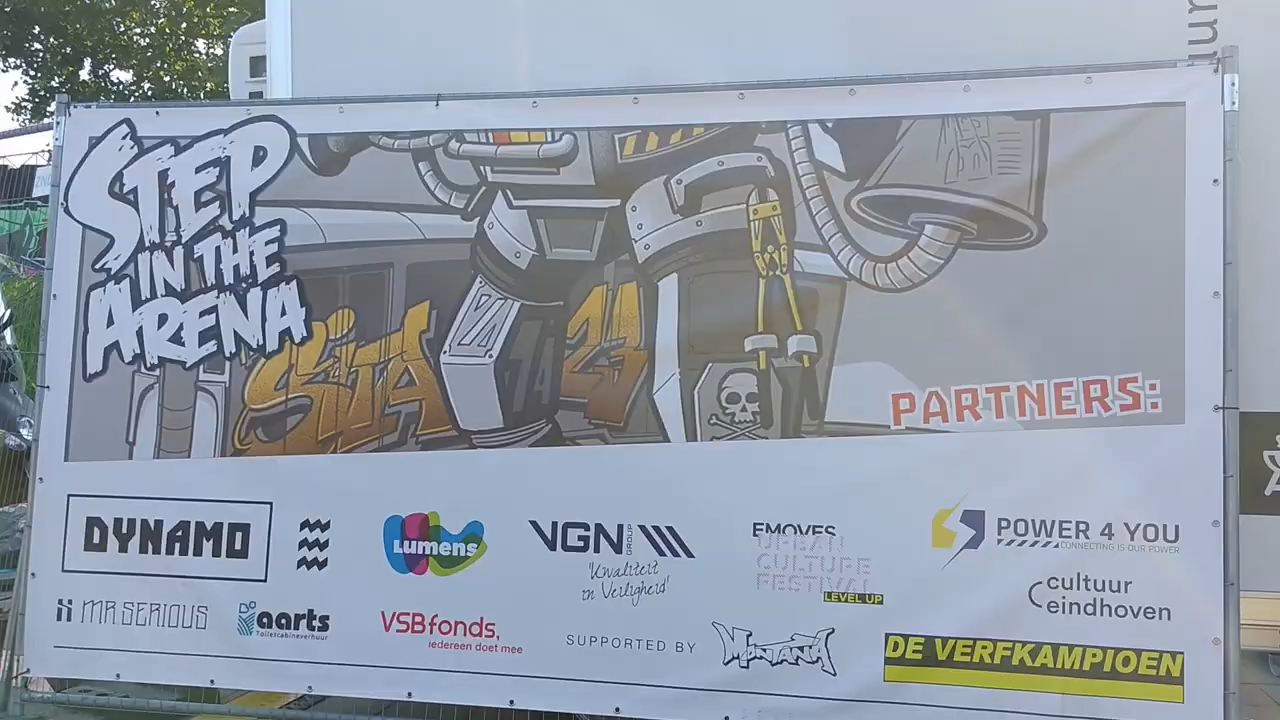 STEP
IN THE
ARENA
SITA 23
PARTNERS:
DYNAMO
Lumens
VGN GROUP
'Kwaliteit
in Veiligheid'
EMOVES
URBAN
CULTURE
FESTIVAL
LEVEL UP
POWER 4 YOU
CONNECTING IS OUR POWER
cultuur
eindhoven
MR SERIOUS
aarts
Toiletcabineverhuur
VSBfonds,
iedereen doet mee
SUPPORTED BY
MONTANA
DE VERFKAMPIOEN